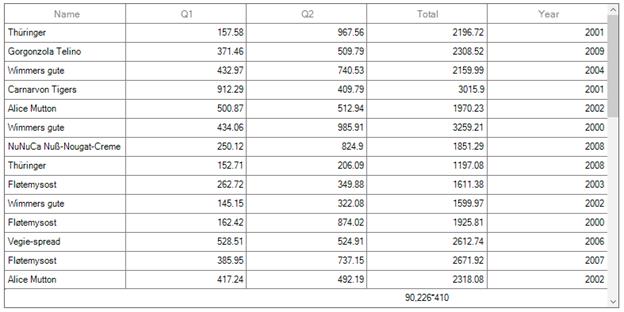 Name Q1 Q2 Total Year
Thüringer 157.58 967.56 2196.72 2001
Gorgonzola Telino 371.46 509.79 2308.52 2009
Wimmers gute 432.97 740.53 2159.99 2004
Carnarvon Tigers 912.29 409.79 3015.9 2001
Alice Mutton 500.87 512.94 1970.23 2002
Wimmers gute 434.06 985.91 3259.21 2000
NuNuCa Nuß-Nougat-Creme 250.12 824.9 1851.29 2008
Thüringer 152.71 206.09 1197.08 2008
Fløtemysost 262.72 349.88 1611.38 2003
Wimmers gute 145.15 322.08 1599.97 2002
Fløtemysost 162.42 874.02 1925.81 2000
Vegie-spread 528.51 524.91 2612.74 2006
Fløtemysost 385.95 737.15 2671.92 2007
Alice Mutton 417.24 492.19 2318.08 2002
90,226*410